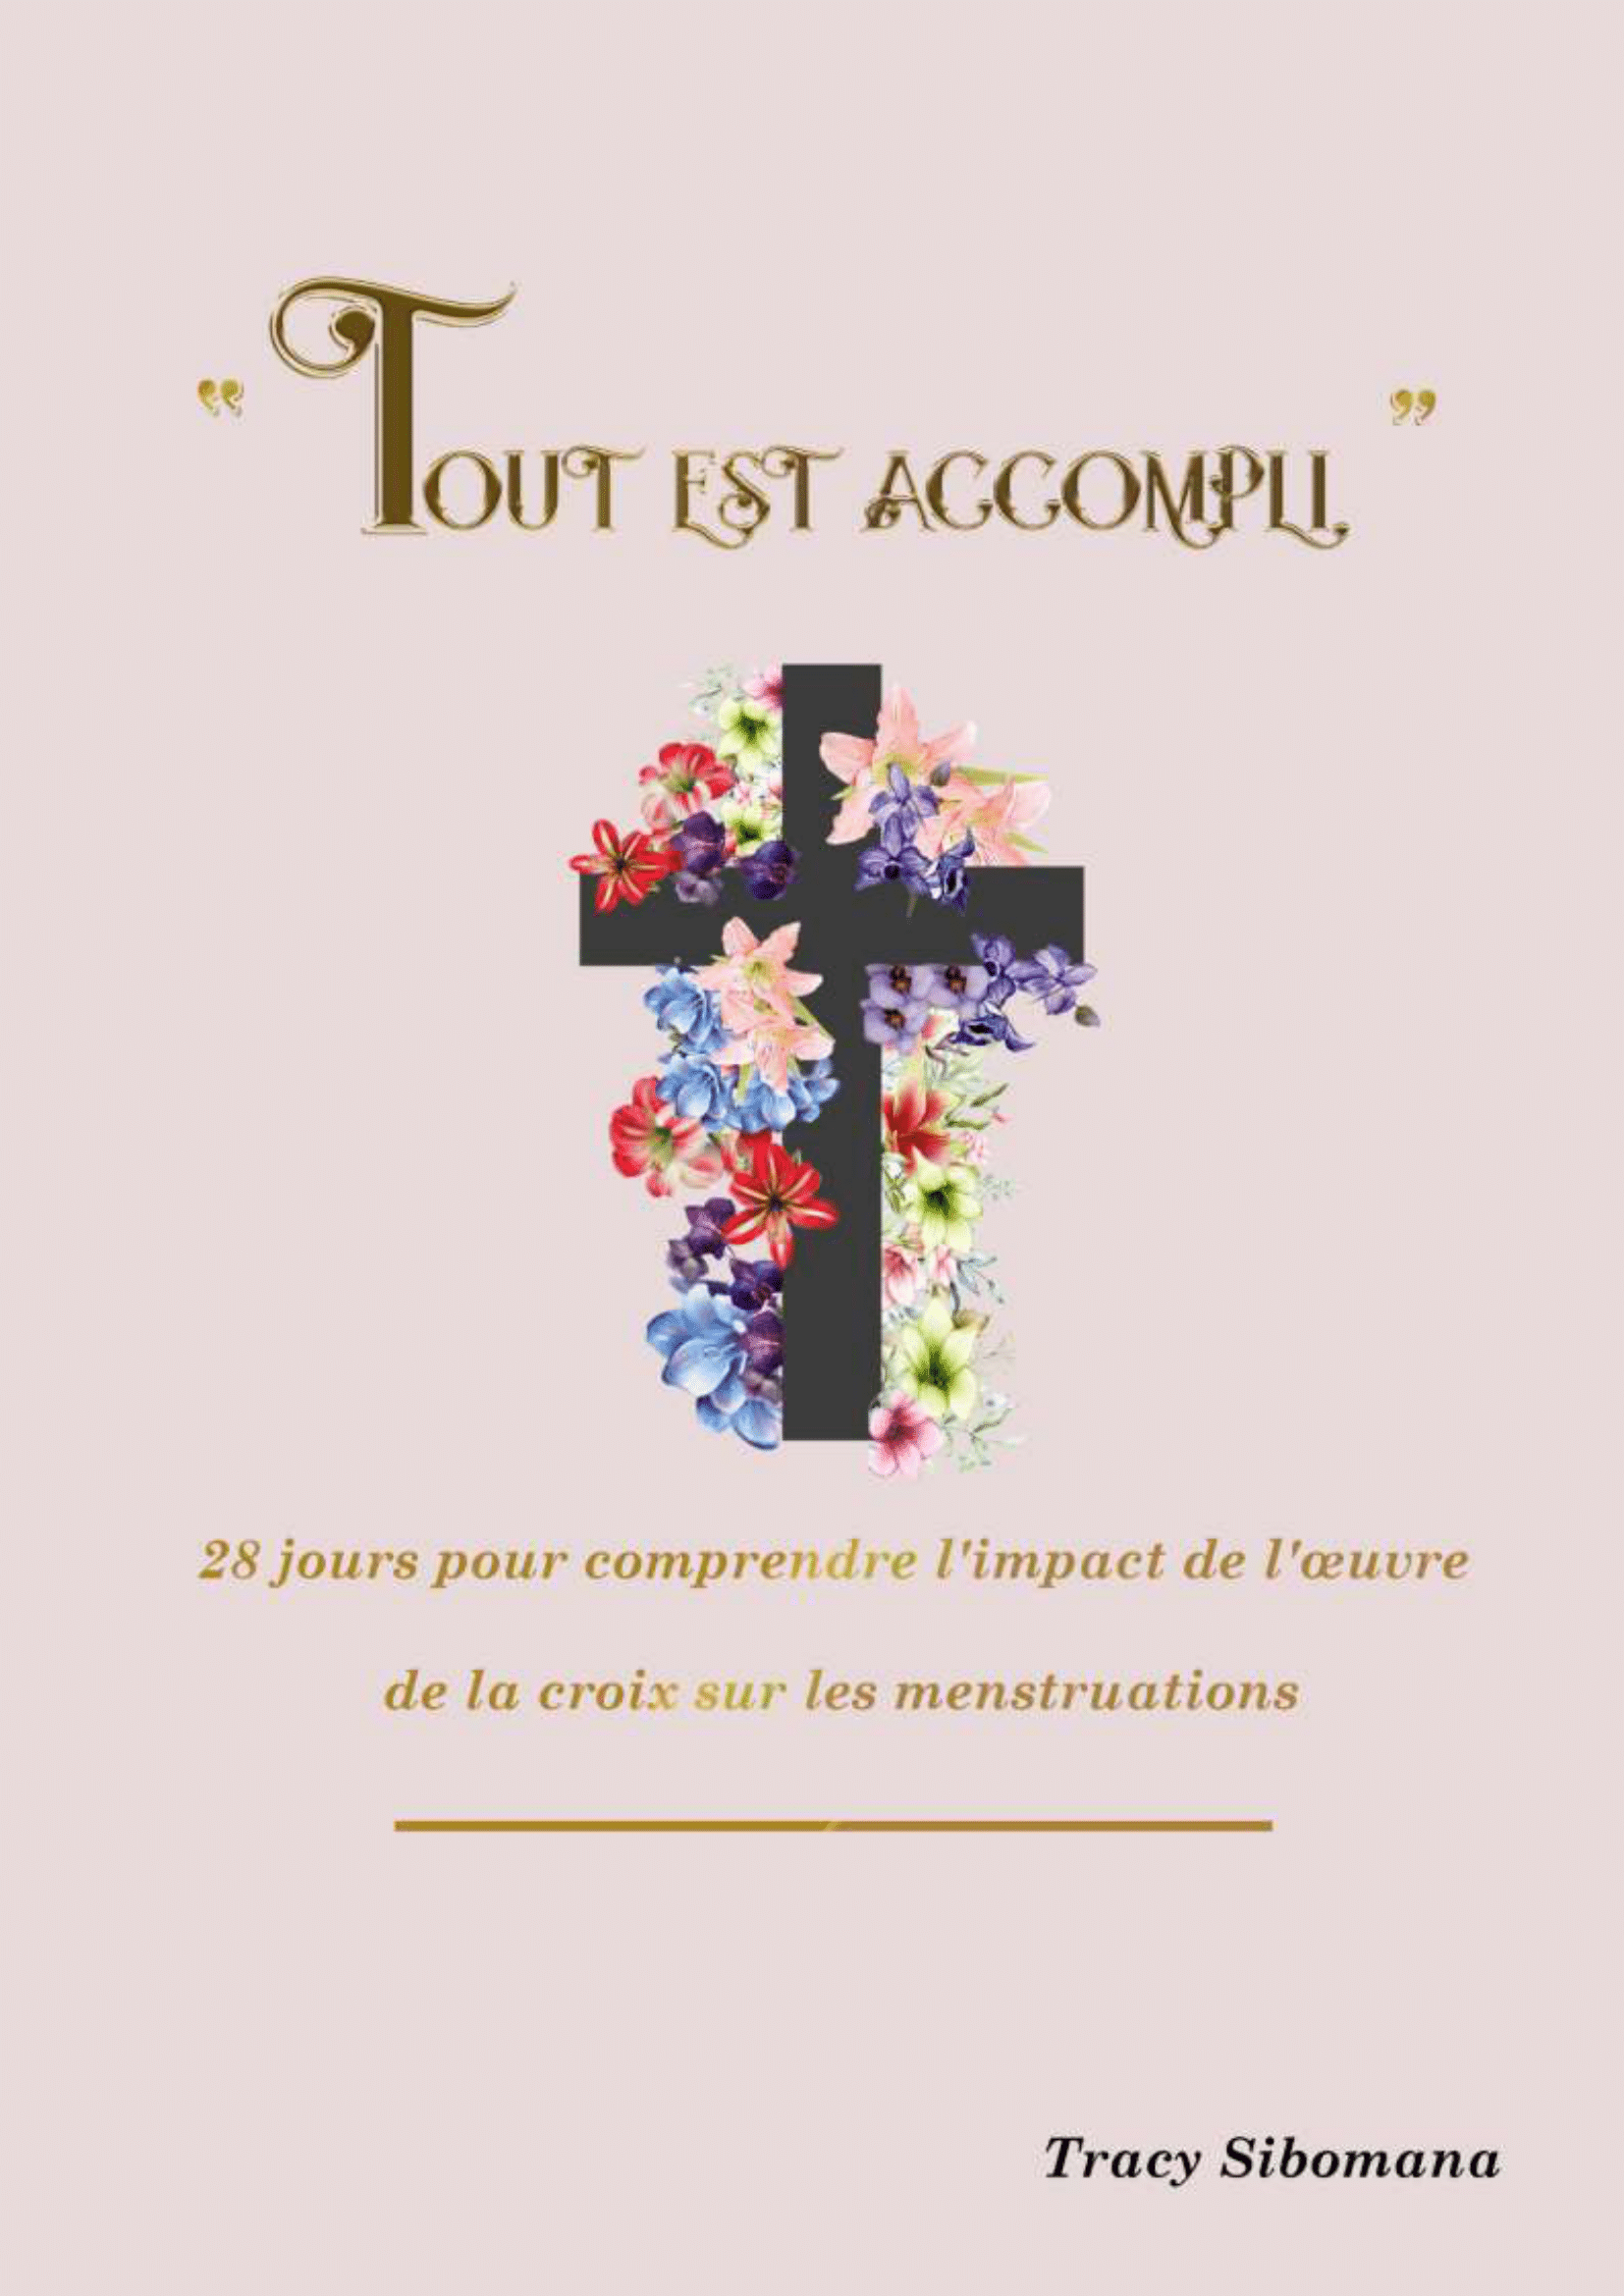 “ Tout est accompli ”
28 jours pour comprendre l'impact de l'œuvre
de la croix sur les menstruations
Tracy Sibomana